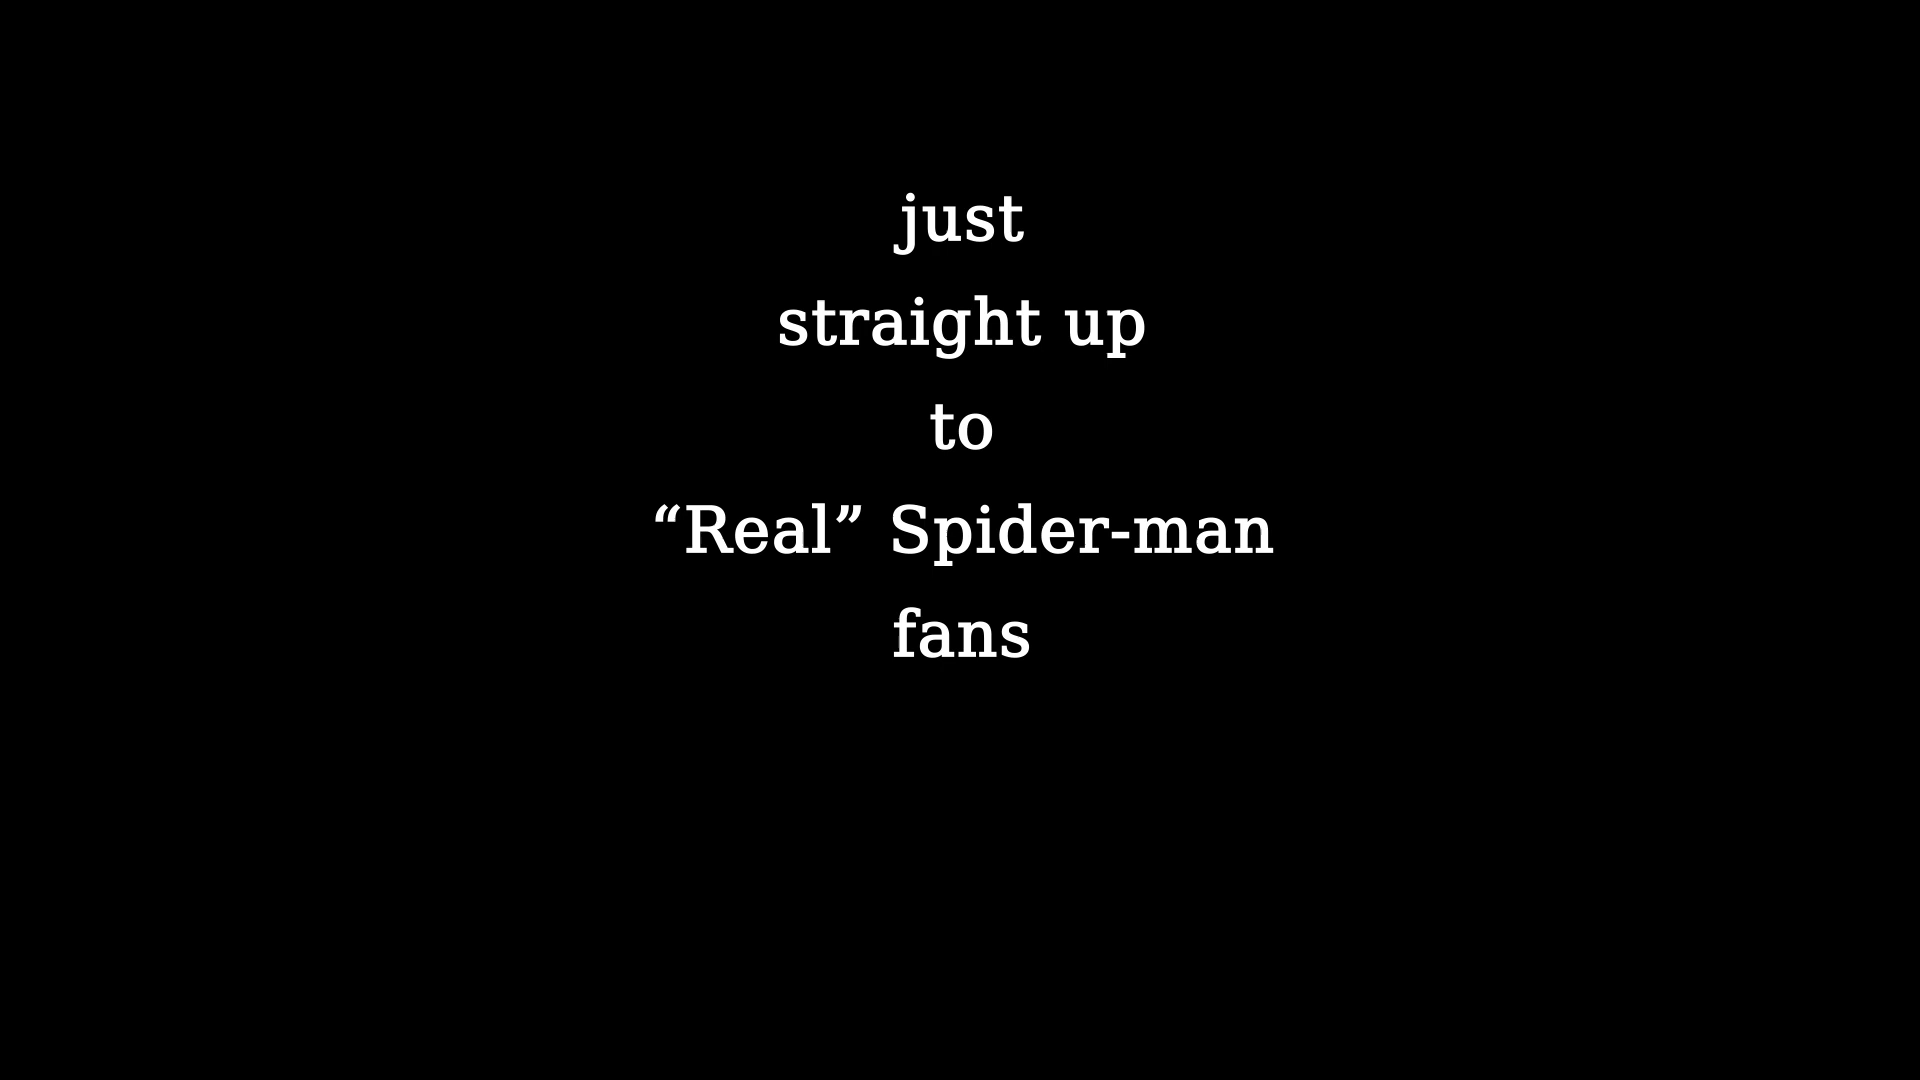 just
straight up
to
“Real” Spider-man
fans